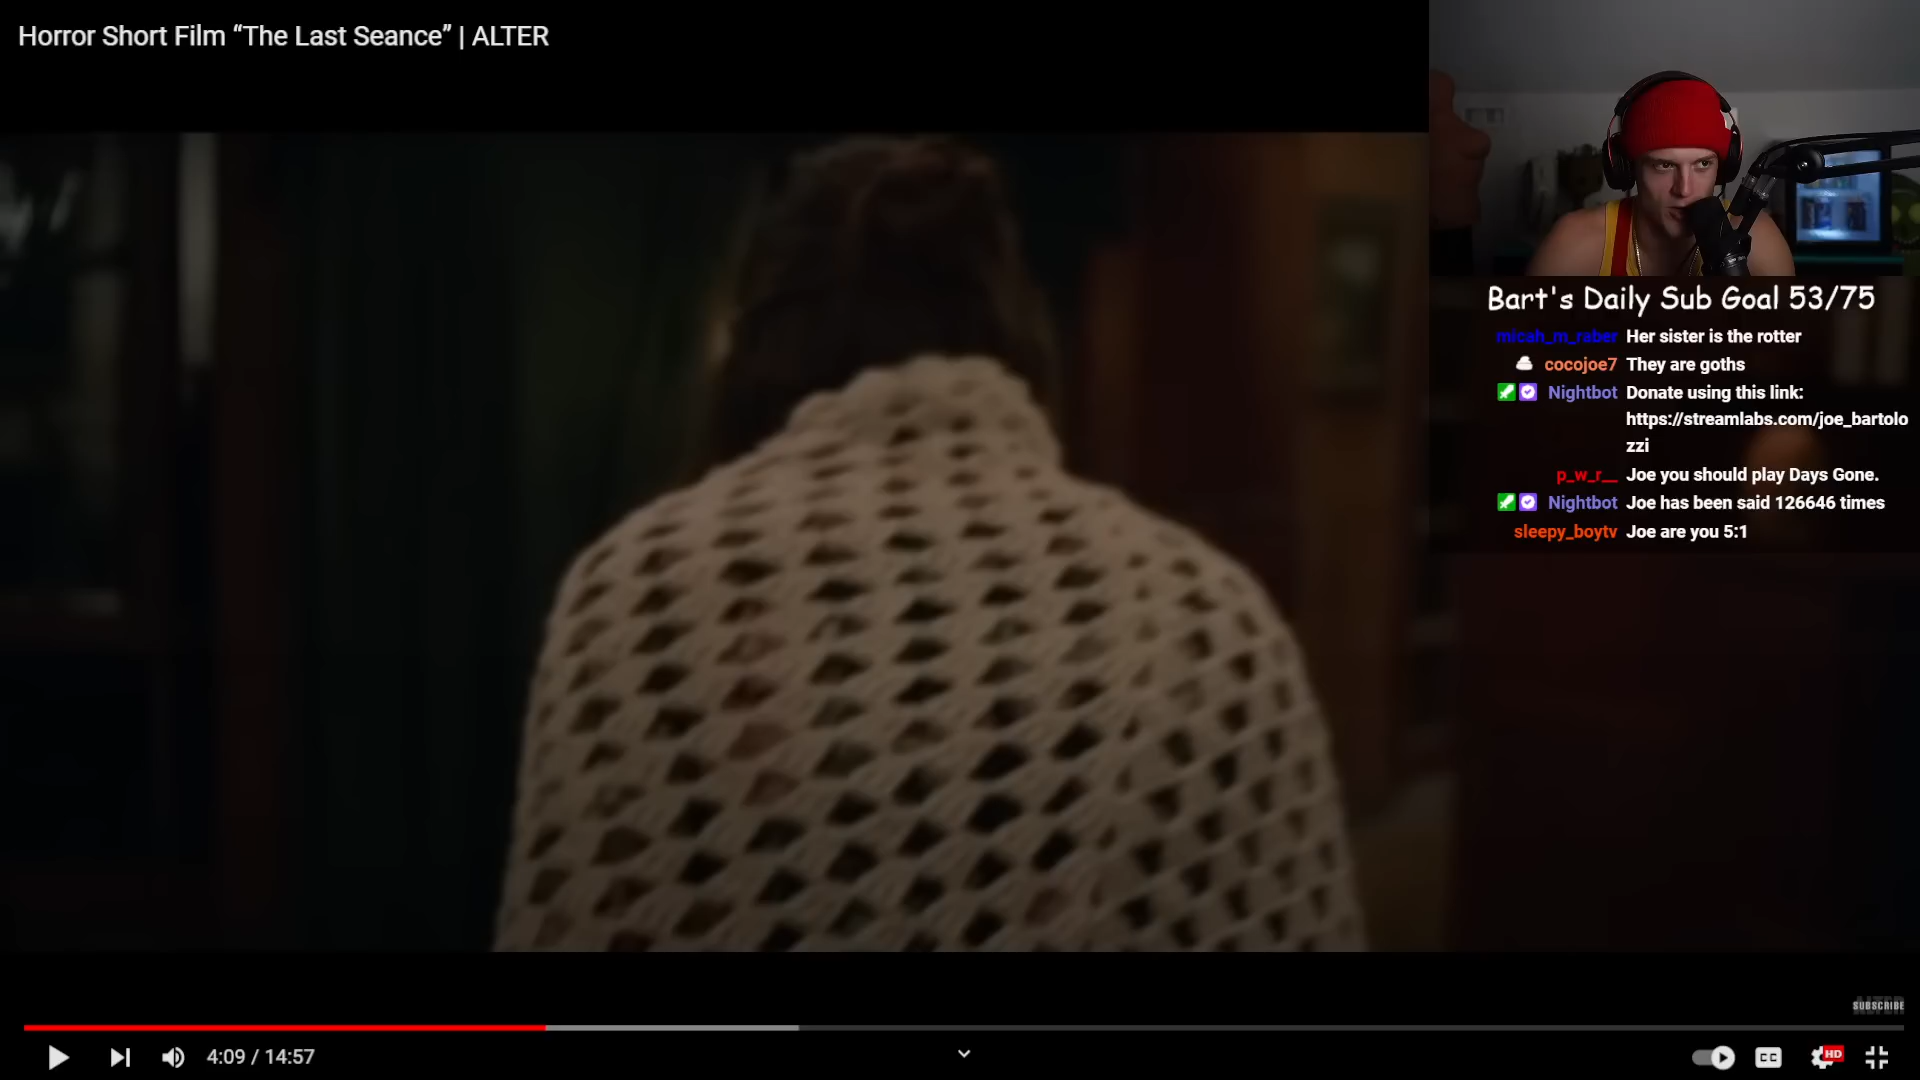 Horror Short Film “The Last Seance” | ALTER
Bart's Daily Sub Goal 53/75
micah_m_raber Her sister is the rotter
cocojoe7 They are goths
Nightbot Donate using this link:
https://streamlabs.com/joe_bartolo
zzi
p_w_r__ Joe you should play Days Gone.
Nightbot Joe has been said 126646 times
sleepy_boytv Joe are you 5:1
SUBSCRIBE
4:09 / 14:57
CC
HD